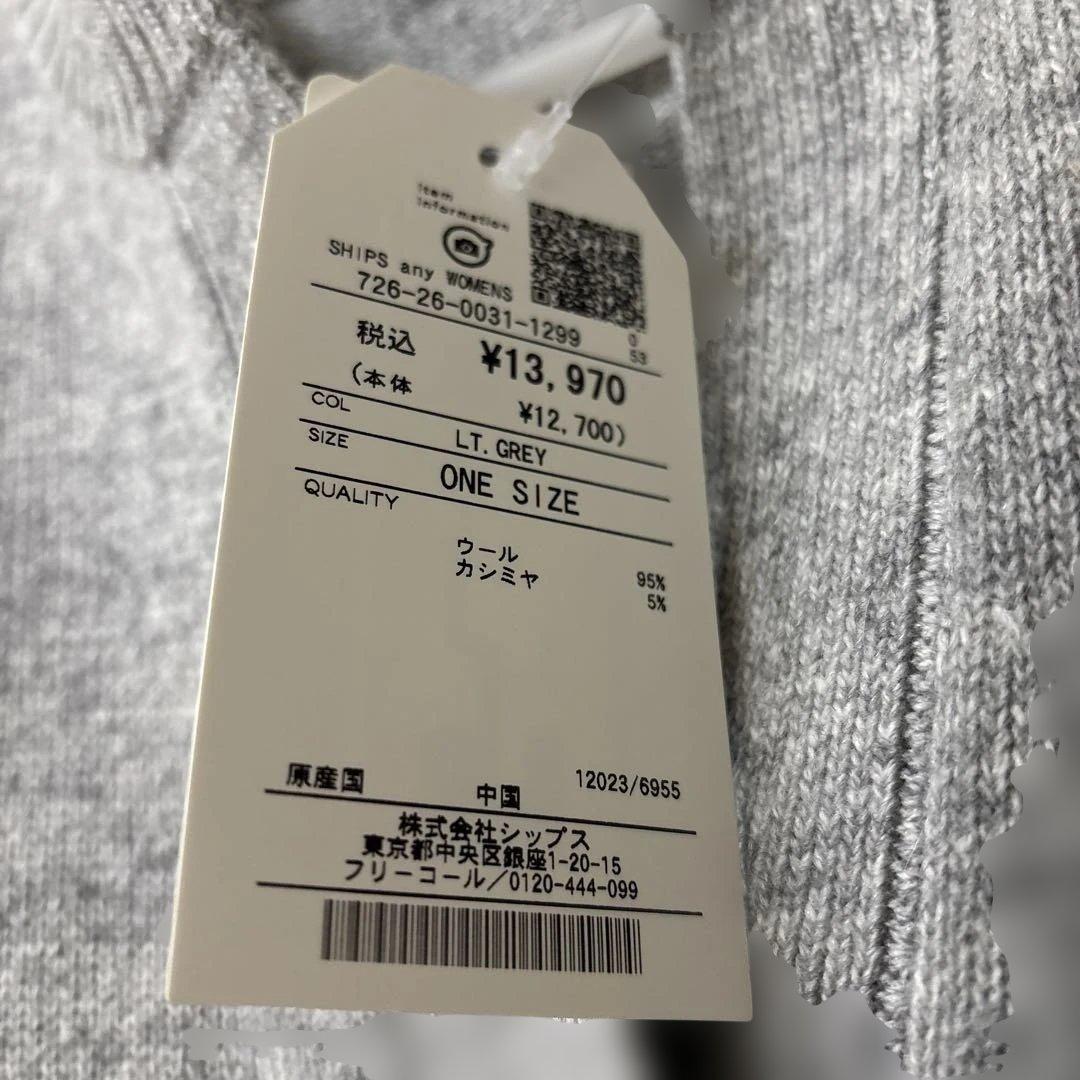 Item
Information
SHIPS any WOMENS
726-26-0031-1299
0
53
税込 ¥13,970
(本体 ¥12,700)
COL LT.GREY
SIZE ONE SIZE
QUALITY
ウール 95%
カシミヤ 5%
原産国 中国 12023/6955
株式会社シップス
東京都中央区銀座1-20-15
フリーコール／0120-444-099